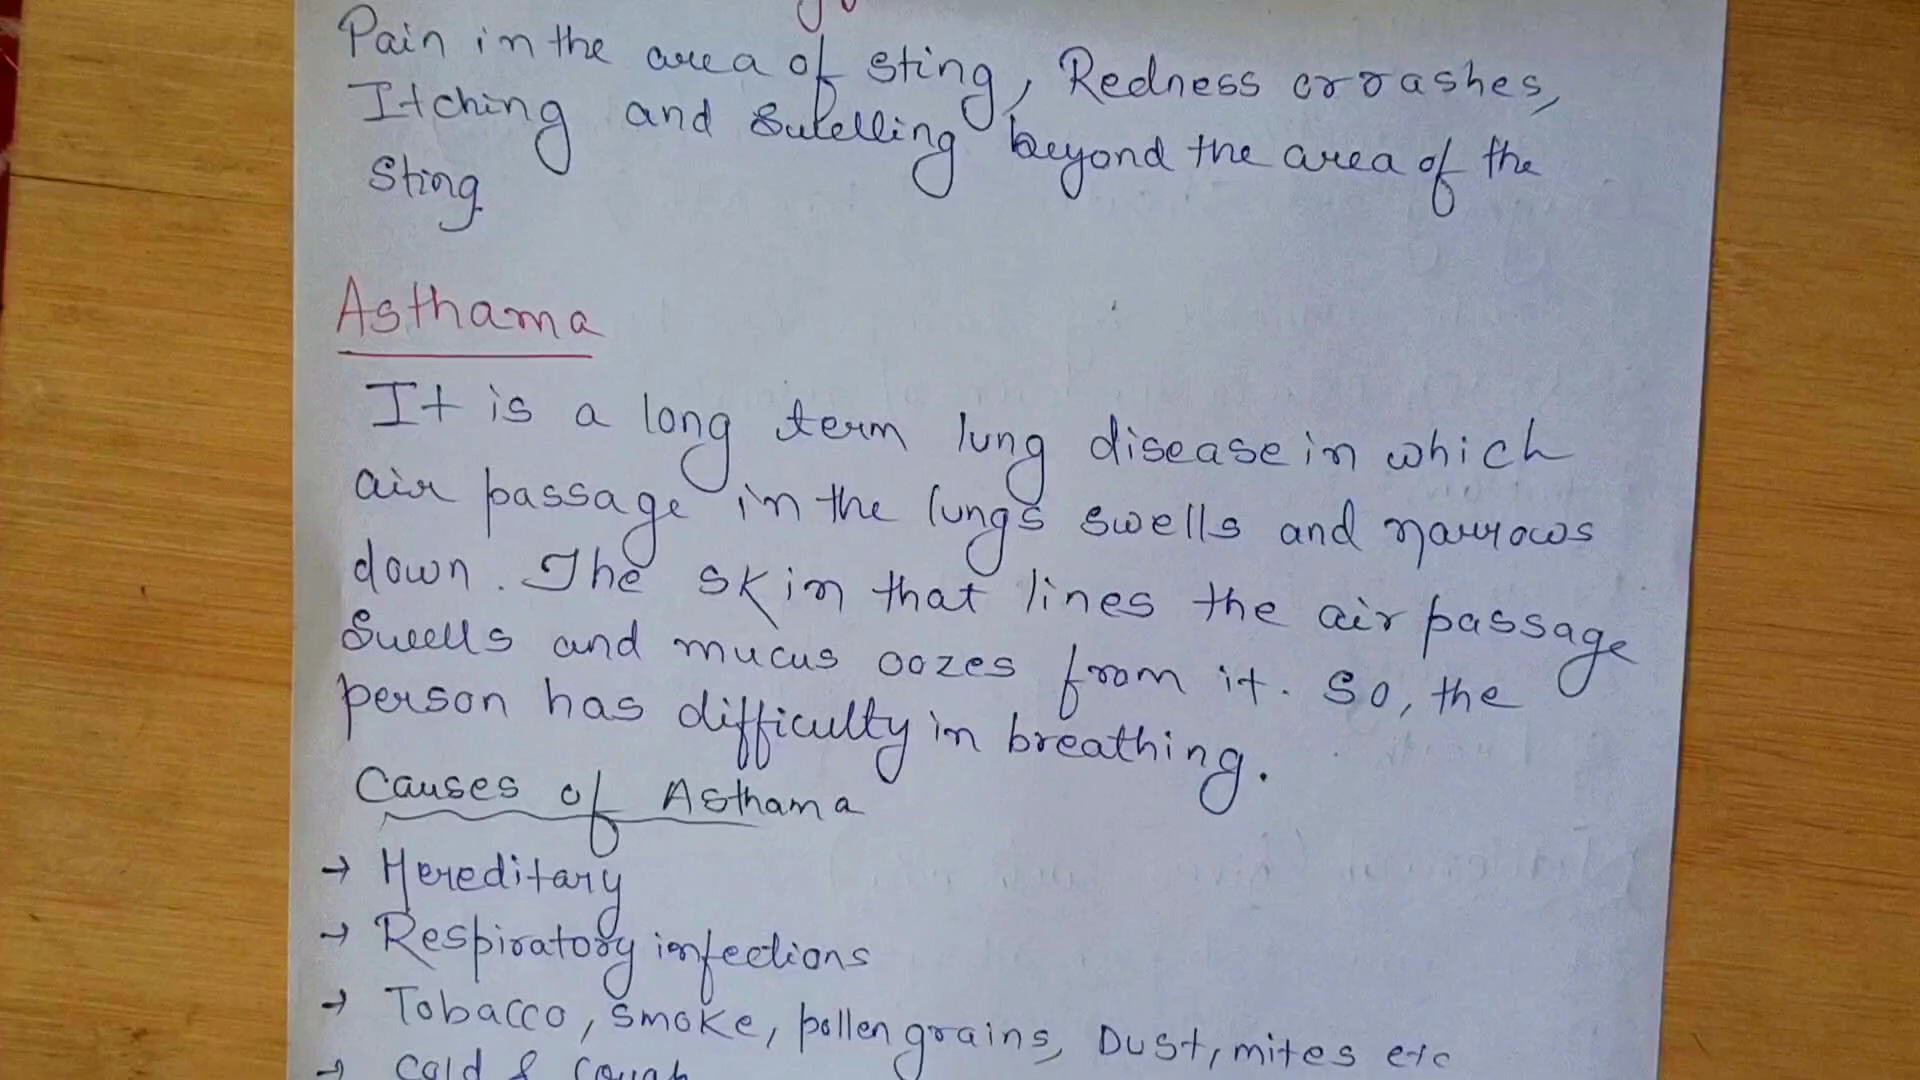 Pain in the area of sting, Redness or rashes,
Itching and Swelling beyond the area of the
Sting
Asthama
It is a long term lung disease in which
air passage in the lungs swells and narrows
down. The skin that lines the air passage
Swells and mucus oozes from it. So, the
person has difficulty in breathing.
Causes of Asthama
→ Hereditary
→ Respiratory infections
→ Tobacco, smoke, pollen grains, Dust, mites etc
→ Cold & Cough